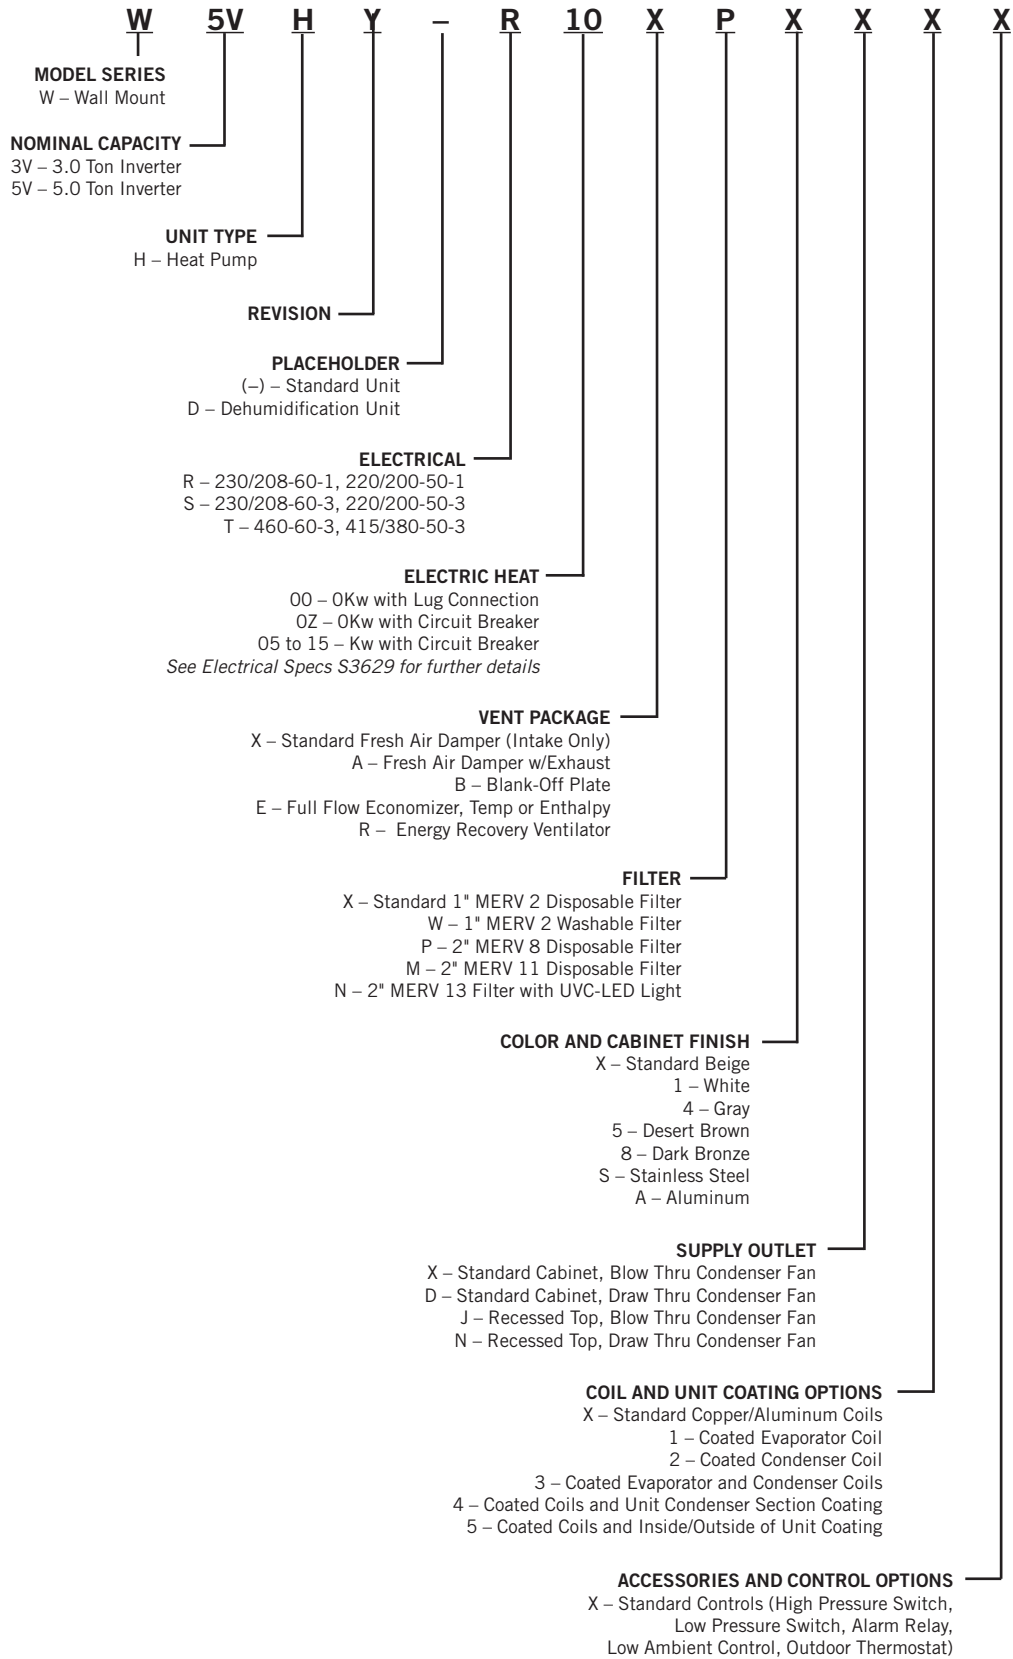 W 5V H Y – R 10 X P X X X X
MODEL SERIES
W – Wall Mount
NOMINAL CAPACITY
3V – 3.0 Ton Inverter
5V – 5.0 Ton Inverter
UNIT TYPE
H – Heat Pump
REVISION
PLACEHOLDER
(–) – Standard Unit
D – Dehumidification Unit
ELECTRICAL
R – 230/208-60-1, 220/200-50-1
S – 230/208-60-3, 220/200-50-3
T – 460-60-3, 415/380-50-3
ELECTRIC HEAT
00 – 0Kw with Lug Connection
0Z – 0Kw with Circuit Breaker
05 to 15 – Kw with Circuit Breaker
See Electrical Specs S3629 for further details
VENT PACKAGE
X – Standard Fresh Air Damper (Intake Only)
A – Fresh Air Damper w/Exhaust
B – Blank-Off Plate
E – Full Flow Economizer, Temp or Enthalpy
R – Energy Recovery Ventilator
FILTER
X – Standard 1" MERV 2 Disposable Filter
W – 1" MERV 2 Washable Filter
P – 2" MERV 8 Disposable Filter
M – 2" MERV 11 Disposable Filter
N – 2" MERV 13 Filter with UVC-LED Light
COLOR AND CABINET FINISH
X – Standard Beige
1 – White
4 – Gray
5 – Desert Brown
8 – Dark Bronze
S – Stainless Steel
A – Aluminum
SUPPLY OUTLET
X – Standard Cabinet, Blow Thru Condenser Fan
D – Standard Cabinet, Draw Thru Condenser Fan
J – Recessed Top, Blow Thru Condenser Fan
N – Recessed Top, Draw Thru Condenser Fan
COIL AND UNIT COATING OPTIONS
X – Standard Copper/Aluminum Coils
1 – Coated Evaporator Coil
2 – Coated Condenser Coil
3 – Coated Evaporator and Condenser Coils
4 – Coated Coils and Unit Condenser Section Coating
5 – Coated Coils and Inside/Outside of Unit Coating
ACCESSORIES AND CONTROL OPTIONS
X – Standard Controls (High Pressure Switch,
Low Pressure Switch, Alarm Relay,
Low Ambient Control, Outdoor Thermostat)